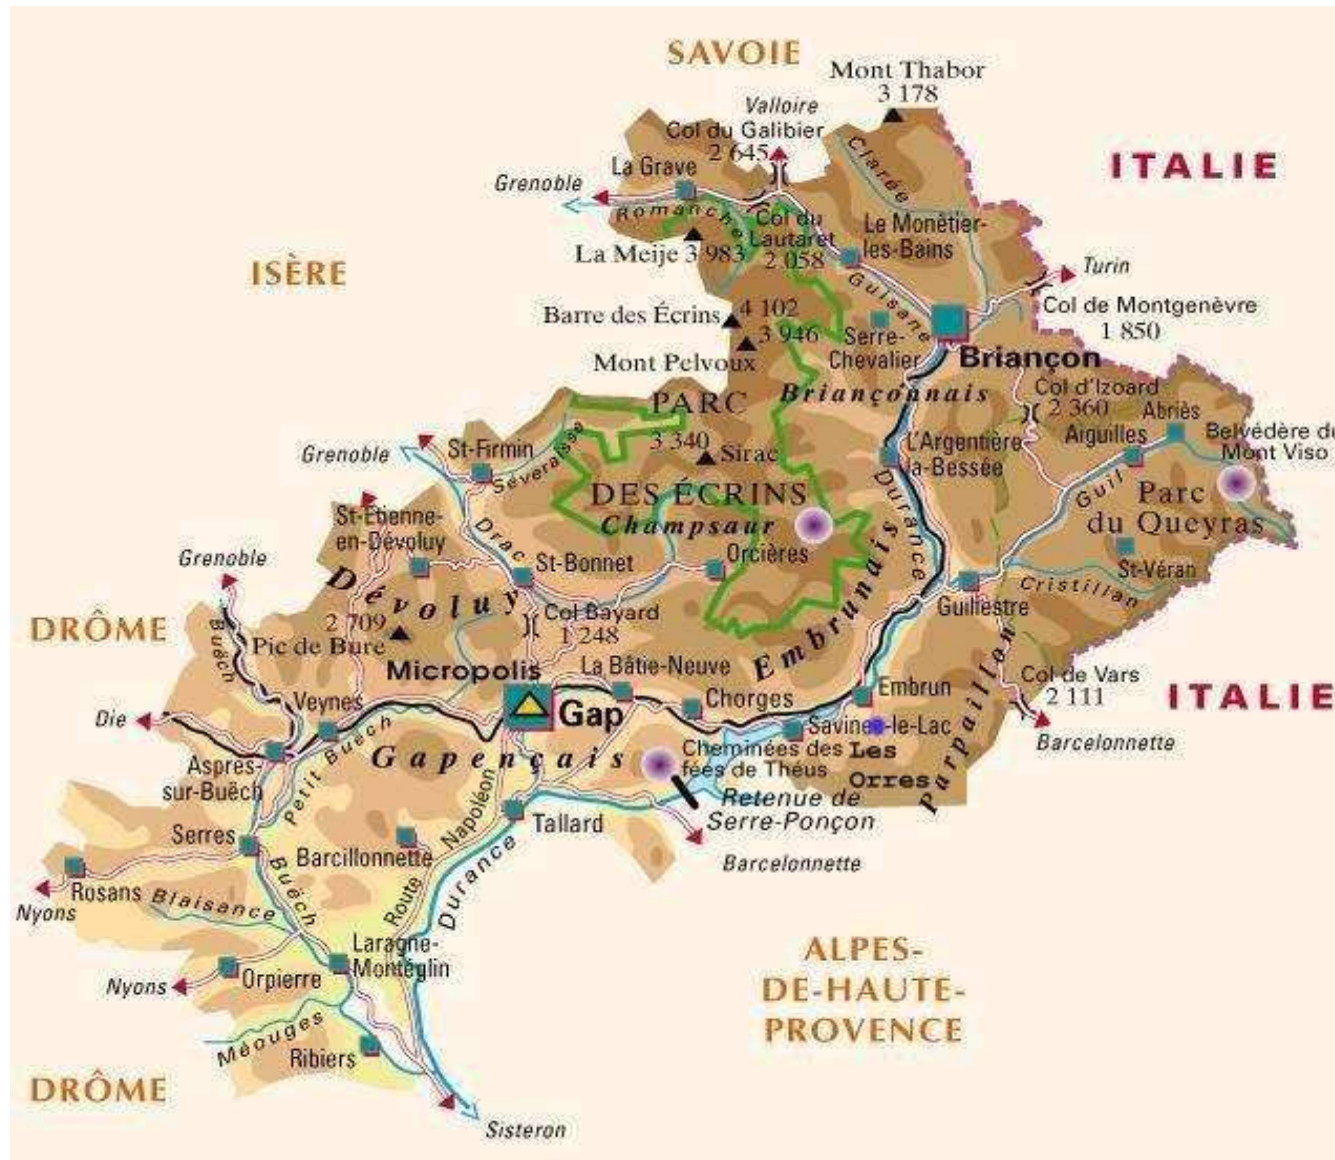 SAVOIE
Mont Thabor
3 178
Valloire
Col du Galibier
2 645
Clarée
ITALIE
La Grave
Grenoble
Romanche
Col du
Lautaret
2 058
Le Monêtier-
les-Bains
La Meije 3 983
ISÈRE
Turin
Guisane
Col de Montgenèvre
1 850
Barre des Écrins
4 102
3 946
Mont Pelvoux
Serre-
Chevalier
Briançon
Briançonnais
Col d'Izoard
2 360
Abriès
Aiguilles
Belvédère du
Mont Viso
PARC
3 340
Sirac
St-Firmin
Séveraisse
Grenoble
L'Argentière
la-Bessée
DES ÉCRINS
Champsaur
Durance
Guil
Parc
du Queyras
St-Etienne-
en-Dévoluy
Drac
St-Bonnet
Orcières
St-Véran
Cristillan
Grenoble
Dévoluy
Guillestre
Embrunais
Col Bayard
1 248
DRÔME
Buëch
2 709
Pic de Bure
Micropolis
La Bâtie-Neuve
Parpaillon
Col de Vars
2 111
ITALIE
Veynes
Gap
Chorges
Embrun
Die
Savines-le-Lac
Barcelonnette
Petit Buëch
Gapençais
Cheminées des
fées de Théus
Les
Orres
Aspres-
sur-Buëch
Retenue de
Serre-Ponçon
Tallard
Barcelonnette
Serres
Barcillonnette
Route Napoléon
Durance
Rosans
Nyons
Blaisance
Buëch
Laragne-
Montéglin
Orpierre
Nyons
ALPES-
DE-HAUTE-
PROVENCE
Méouges
Ribiers
DRÔME
Sisteron